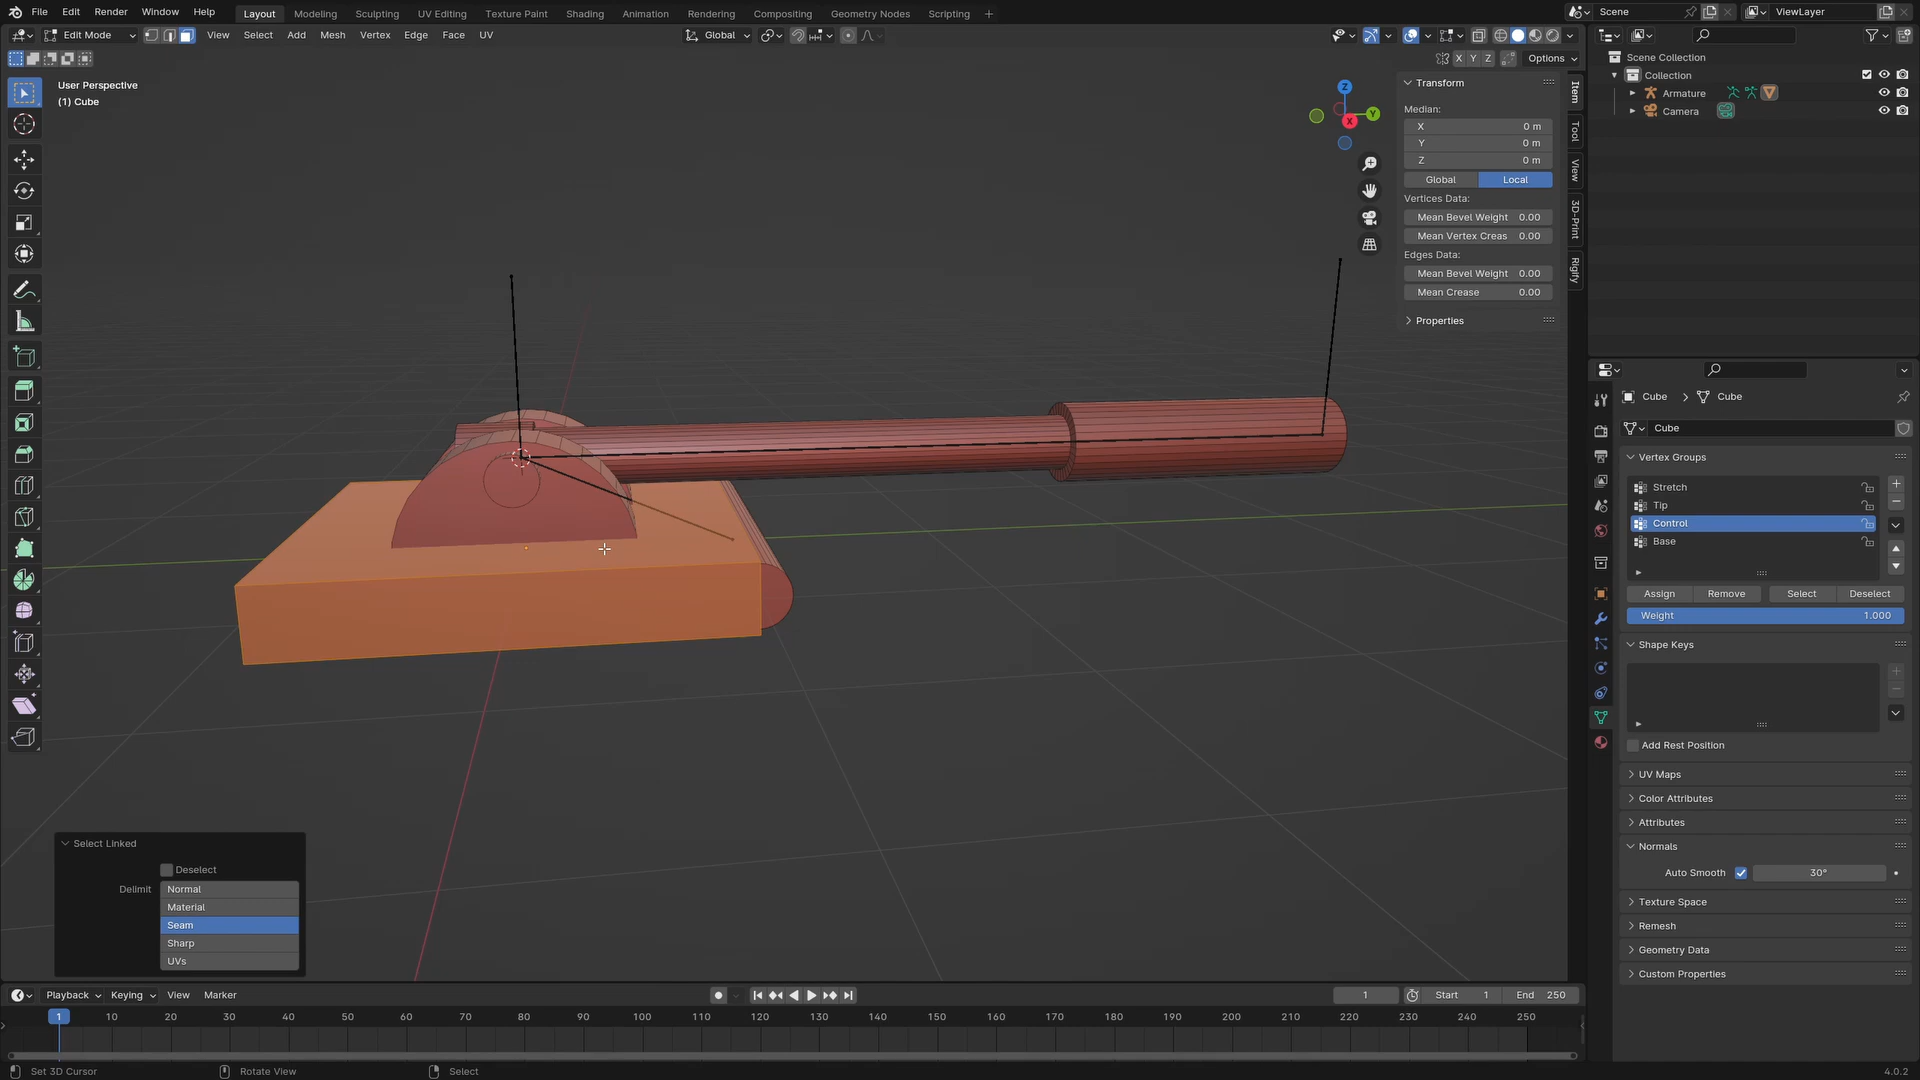 File Edit Render Window Help Layout Modeling Sculpting UV Editing Texture Paint Shading Animation Rendering Compositing Geometry Nodes Scripting + Scene ViewLayer
Edit Mode View Select Add Mesh Vertex Edge Face UV Global
X Y Z Options
User Perspective
(1) Cube
Z
Y
X
Transform
Median:
X 0 m
Y 0 m
Z 0 m
Global Local
Vertices Data:
Mean Bevel Weight 0.00
Mean Vertex Creas 0.00
Edges Data:
Mean Bevel Weight 0.00
Mean Crease 0.00
Properties
Item
Tool
View
3D-Print
Rigify
Scene Collection
Collection
Armature
Camera
Cube > Cube
Cube
Vertex Groups
Stretch
Tip
Control
Base
Assign Remove Select Deselect
Weight 1.000
Shape Keys
Add Rest Position
UV Maps
Color Attributes
Attributes
Normals
Auto Smooth 30°
Texture Space
Remesh
Geometry Data
Custom Properties
Select Linked
Deselect
Delimit Normal
Material
Seam
Sharp
UVs
Playback Keying View Marker 1 Start 1 End 250
1 10 20 30 40 50 60 70 80 90 100 110 120 130 140 150 160 170 180 190 200 210 220 230 240 250
Set 3D Cursor Rotate View Select 4.0.2